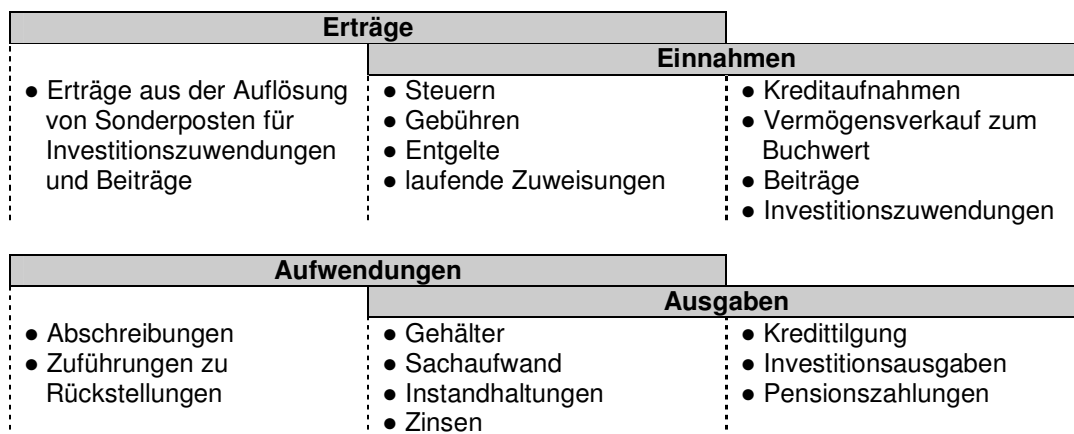 Erträge
Einnahmen
● Erträge aus der Auflösung
von Sonderposten für
Investitionszuwendungen
und Beiträge
● Steuern
● Gebühren
● Entgelte
● laufende Zuweisungen
● Kreditaufnahmen
● Vermögensverkauf zum
Buchwert
● Beiträge
● Investitionszuwendungen
Aufwendungen
Ausgaben
● Abschreibungen
● Zuführungen zu
Rückstellungen
● Gehälter
● Sachaufwand
● Instandhaltungen
● Zinsen
● Kredittilgung
● Investitionsausgaben
● Pensionszahlungen